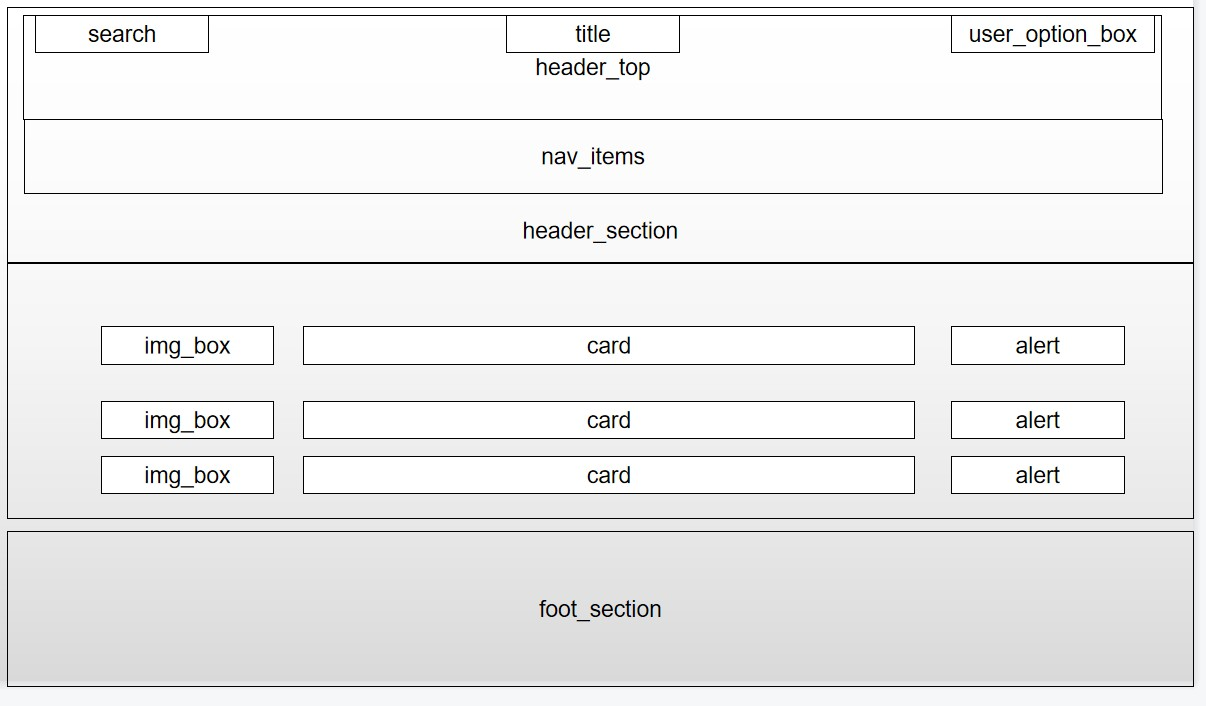 search
title
user_option_box
header_top
nav_items
header_section
img_box
card
alert
img_box
card
alert
img_box
card
alert
foot_section